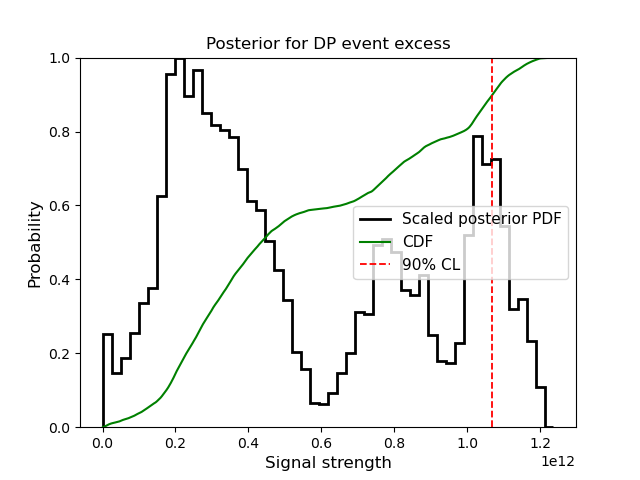 Posterior for DP event excess
Probability
1.0
0.8
0.6
0.4
0.2
0.0
Scaled posterior PDF
CDF
90% CL
0.0 0.2 0.4 0.6 0.8 1.0 1.2
1e12
Signal strength